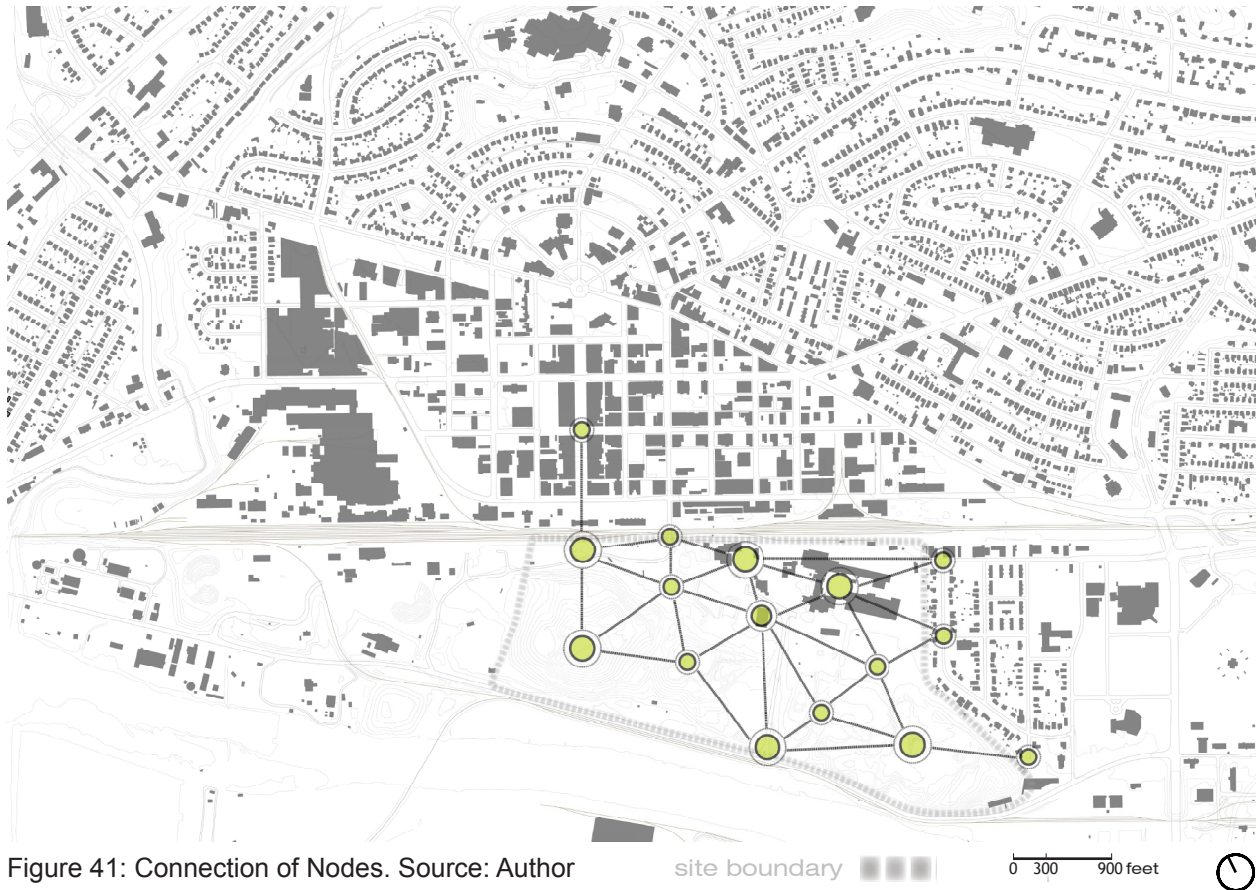 Figure 41: Connection of Nodes. Source: Author
site boundary
0 300 900 feet